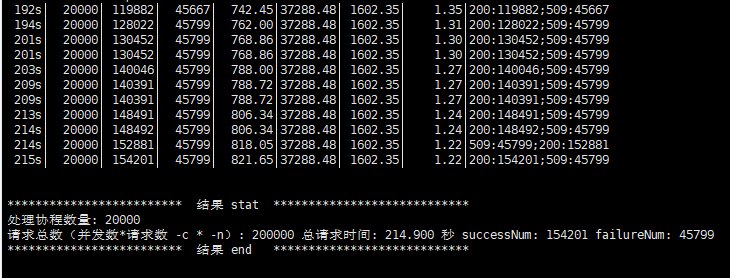 192s│ 20000│ 119882│ 45667│ 742.45│37288.48│ 1602.35│ 1.35│200:119882;509:45667
194s│ 20000│ 128022│ 45799│ 762.00│37288.48│ 1602.35│ 1.31│200:128022;509:45799
201s│ 20000│ 130452│ 45799│ 768.86│37288.48│ 1602.35│ 1.30│200:130452;509:45799
201s│ 20000│ 130452│ 45799│ 768.86│37288.48│ 1602.35│ 1.30│200:130452;509:45799
203s│ 20000│ 140046│ 45799│ 788.00│37288.48│ 1602.35│ 1.27│200:140046;509:45799
209s│ 20000│ 140391│ 45799│ 788.72│37288.48│ 1602.35│ 1.27│200:140391;509:45799
209s│ 20000│ 140391│ 45799│ 788.72│37288.48│ 1602.35│ 1.27│200:140391;509:45799
213s│ 20000│ 148491│ 45799│ 806.34│37288.48│ 1602.35│ 1.24│200:148491;509:45799
214s│ 20000│ 148492│ 45799│ 806.34│37288.48│ 1602.35│ 1.24│200:148492;509:45799
214s│ 20000│ 152881│ 45799│ 818.05│37288.48│ 1602.35│ 1.22│509:45799;200:152881
215s│ 20000│ 154201│ 45799│ 821.65│37288.48│ 1602.35│ 1.22│200:154201;509:45799
************************* 结果 stat ****************************
处理协程数量: 20000
请求总数（并发数*请求数 -c * -n）: 200000 总请求时间: 214.900 秒 successNum: 154201 failureNum: 45799
************************* 结果 end ****************************